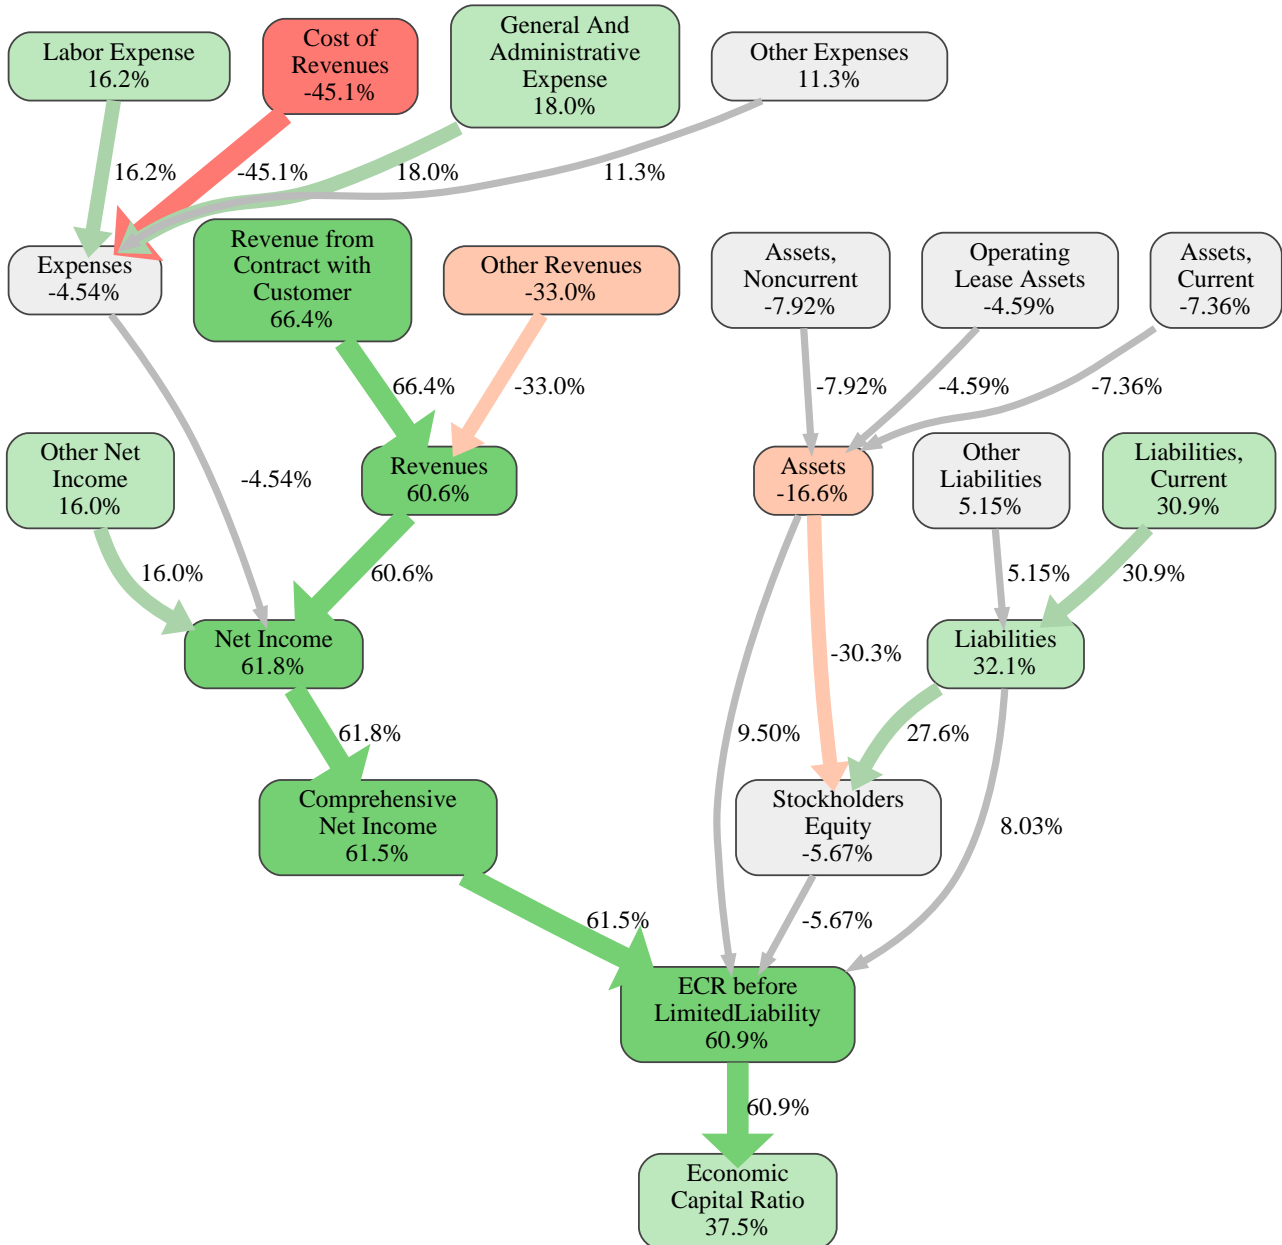 Labor Expense
16.2%
Cost of
Revenues
-45.1%
General And
Administrative
Expense
18.0%
Other Expenses
11.3%
16.2%
-45.1%
18.0%
11.3%
Expenses
-4.54%
Revenue from
Contract with
Customer
66.4%
Other Revenues
-33.0%
Assets,
Noncurrent
-7.92%
Operating
Lease Assets
-4.59%
Assets,
Current
-7.36%
66.4%
-33.0%
-7.92%
-4.59%
-7.36%
Other Net
Income
16.0%
-4.54%
Revenues
60.6%
Assets
-16.6%
Other
Liabilities
5.15%
Liabilities,
Current
30.9%
16.0%
60.6%
5.15%
30.9%
Net Income
61.8%
-30.3%
Liabilities
32.1%
61.8%
9.50%
27.6%
Comprehensive
Net Income
61.5%
Stockholders
Equity
-5.67%
8.03%
61.5%
-5.67%
ECR before
LimitedLiability
60.9%
60.9%
Economic
Capital Ratio
37.5%